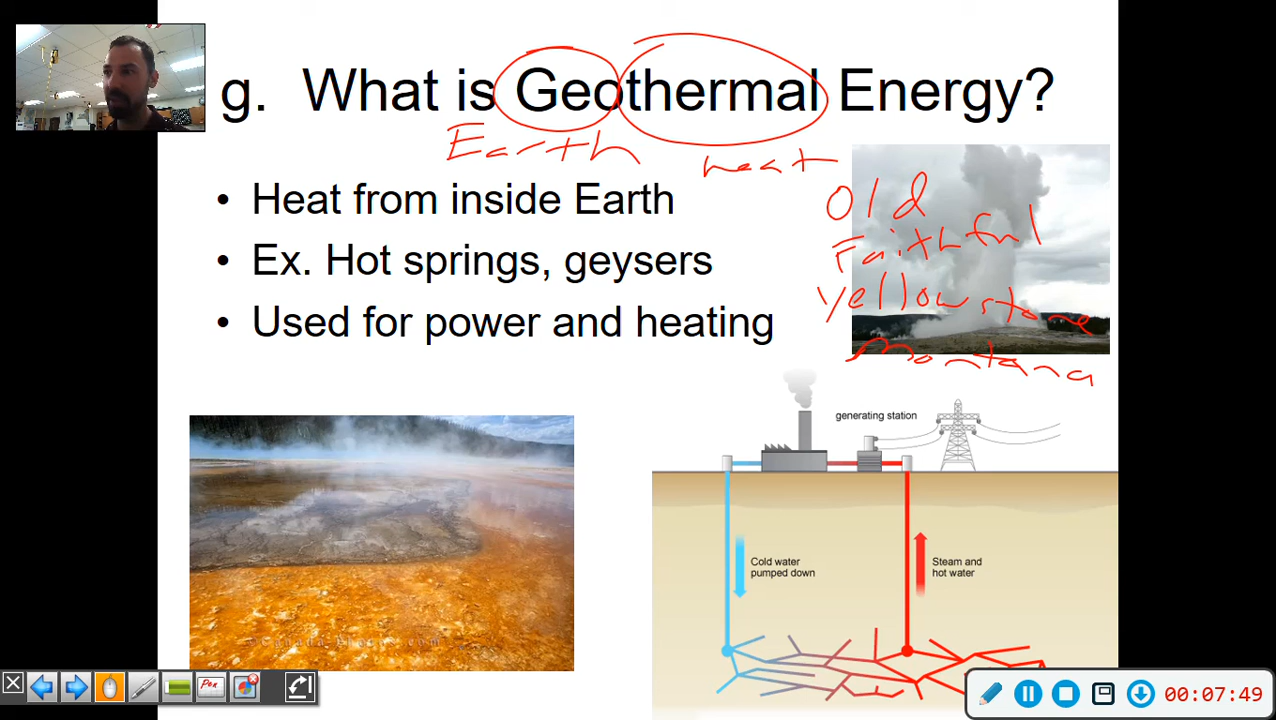 g. What is Geothermal Energy?
Earth
heat
• Heat from inside Earth
• Ex. Hot springs, geysers
• Used for power and heating
Old
Faithful
yellowstone
montana
generating station
Cold water
pumped down
Steam and
hot water
Pen
00:07:49